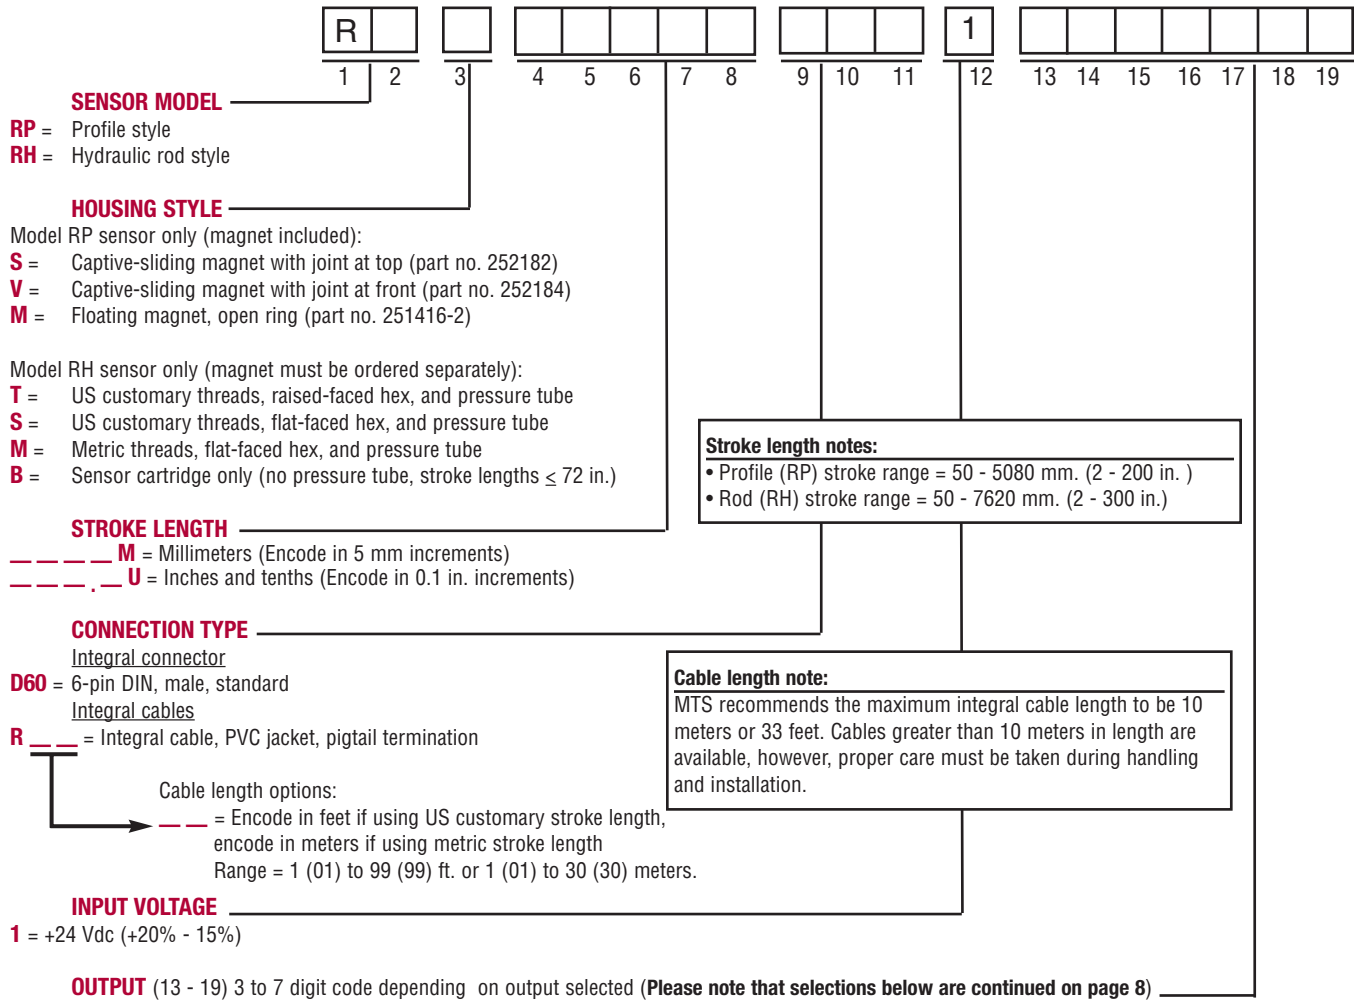 R 1
1 2 3 4 5 6 7 8 9 10 11 12 13 14 15 16 17 18 19
SENSOR MODEL
RP = Profile style
RH = Hydraulic rod style
HOUSING STYLE
Model RP sensor only (magnet included):
S = Captive-sliding magnet with joint at top (part no. 252182)
V = Captive-sliding magnet with joint at front (part no. 252184)
M = Floating magnet, open ring (part no. 251416-2)
Model RH sensor only (magnet must be ordered separately):
T = US customary threads, raised-faced hex, and pressure tube
S = US customary threads, flat-faced hex, and pressure tube
M = Metric threads, flat-faced hex, and pressure tube
B = Sensor cartridge only (no pressure tube, stroke lengths ≤ 72 in.)
Stroke length notes:
• Profile (RP) stroke range = 50 - 5080 mm. (2 - 200 in. )
• Rod (RH) stroke range = 50 - 7620 mm. (2 - 300 in.)
STROKE LENGTH
__ __ __ __ M = Millimeters (Encode in 5 mm increments)
__ __ __ . __ U = Inches and tenths (Encode in 0.1 in. increments)
CONNECTION TYPE
Integral connector
D60 = 6-pin DIN, male, standard
Integral cables
R __ __ = Integral cable, PVC jacket, pigtail termination
Cable length options:
__ __ = Encode in feet if using US customary stroke length,
encode in meters if using metric stroke length
Range = 1 (01) to 99 (99) ft. or 1 (01) to 30 (30) meters.
Cable length note:
MTS recommends the maximum integral cable length to be 10
meters or 33 feet. Cables greater than 10 meters in length are
available, however, proper care must be taken during handling
and installation.
INPUT VOLTAGE
1 = +24 Vdc (+20% - 15%)
OUTPUT (13 - 19) 3 to 7 digit code depending on output selected (Please note that selections below are continued on page 8)